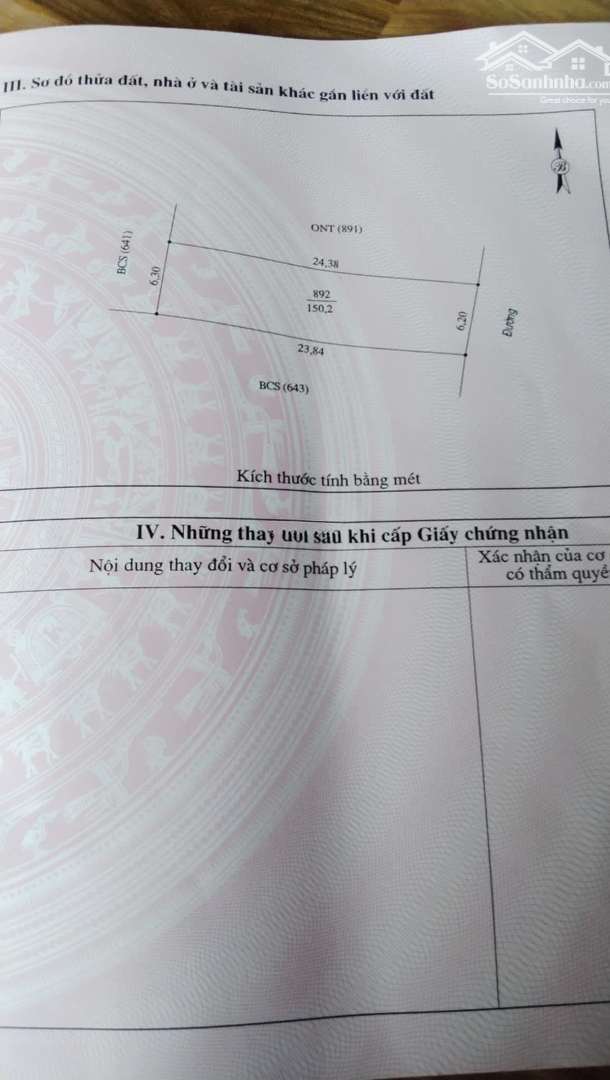 SoSanhnha.com
Great choice for you
III. Sơ đồ thửa đất, nhà ở và tài sản khác gắn liền với đất
B
ONT (891)
BCS (641)
6,30
24,38
892
150,2
6,20
Đường
23,84
BCS (643)
Kích thước tính bằng mét
IV. Những thay sau khi cấp Giấy chứng nhận
Nội dung thay đổi và cơ sở pháp lý
Xác nhận của cơ
có thẩm quyề